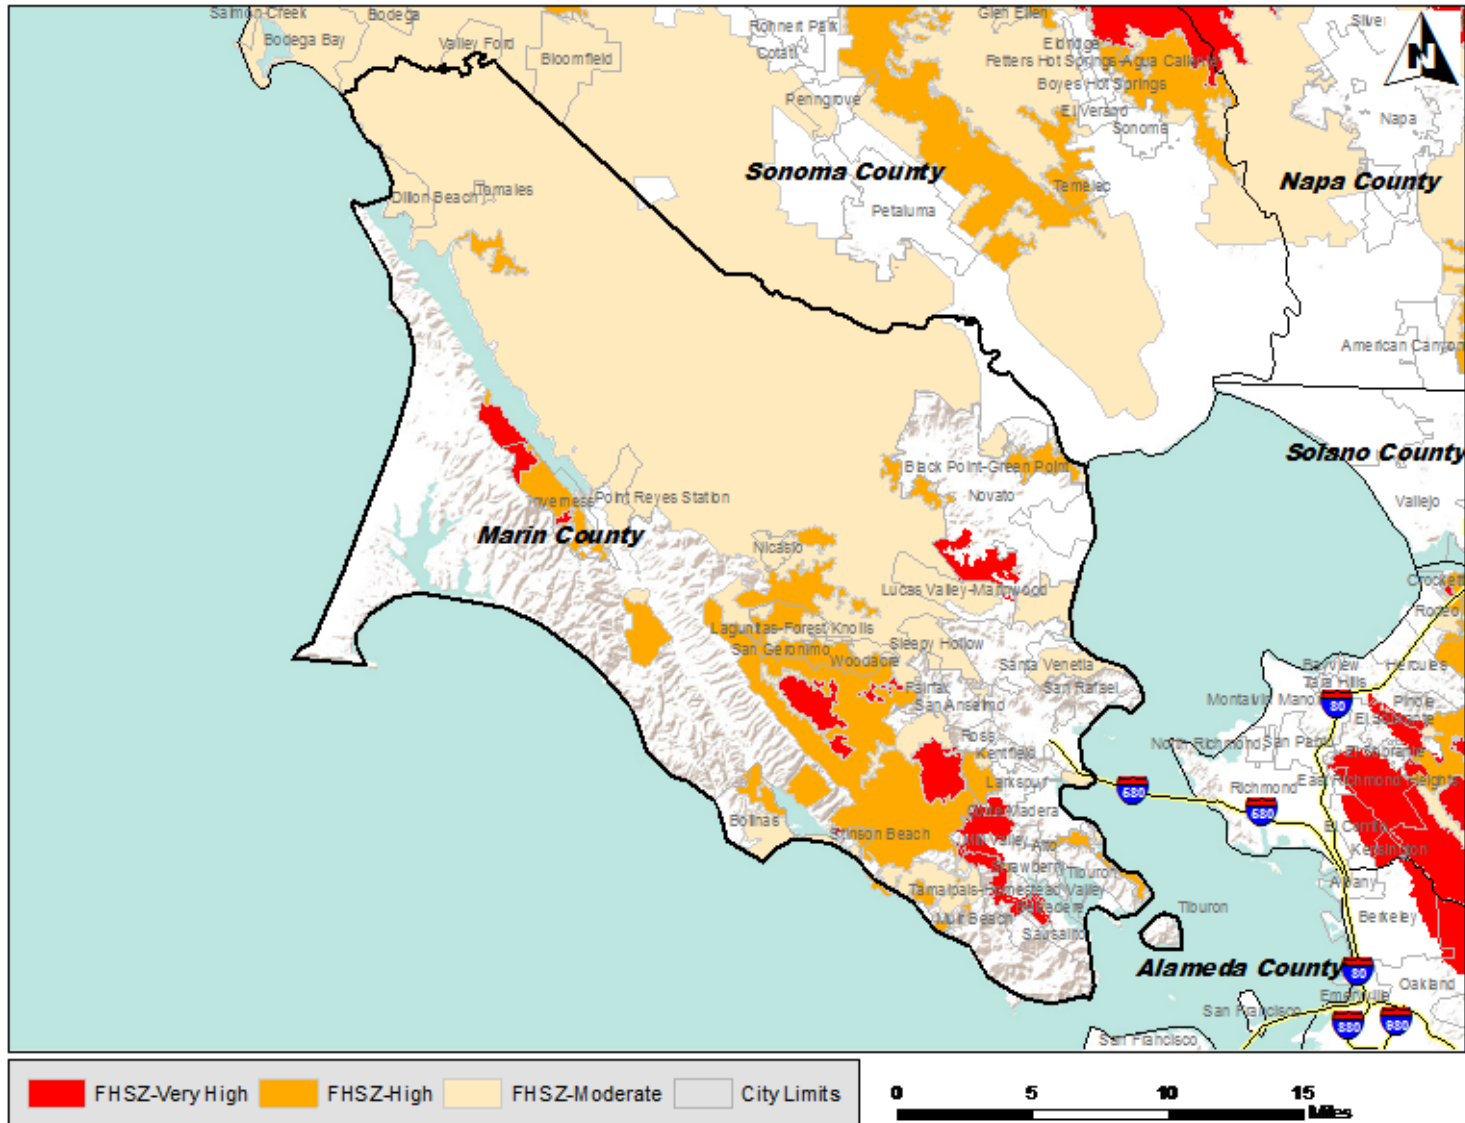 Salmon Creek
Bodega
Bodega Bay
Valley Ford
Bloomfield
Rohnert Park
Cotati
Glen Ellen
Eldridge
Fetters Hot Springs-Agua Caliente
Boyes Hot Springs
El Verano
Sonoma
Silver
N
Napa
Penngrove
Sonoma County
Napa County
Temelec
Petaluma
Dillon Beach
Tomales
American Canyon
Solano County
Vallejo
Black Point-Green Point
Novato
Inverness
Point Reyes Station
Marin County
Nicasio
Lucas Valley-Marinwood
Crockett
Rodeo
Lagunitas-Forest Knolls
San Geronimo
Woodacre
Sleepy Hollow
Santa Venetia
San Rafael
Fairfax
San Anselmo
Bayview
Tara Hills
Hercules
Montalvin Manor
80
Pinole
El Sobrante
Ross
Kentfield
North Richmond
San Pablo
East Richmond Heights
Larkspur
680
Richmond
680
Corte Madera
Bolinas
Stinson Beach
Mill Valley
Alto
Strawberry
Tiburon
El Cerrito
Kensington
Albany
Tamalpais-Homestead Valley
Belvedere
Muir Beach
Sausalito
Tiburon
Berkeley
Alameda County
80
Oakland
Emeryville
San Francisco
880
980
San Francisco
FHSZ-Very High
FHSZ-High
FHSZ-Moderate
City Limits
0 5 10 15
Miles